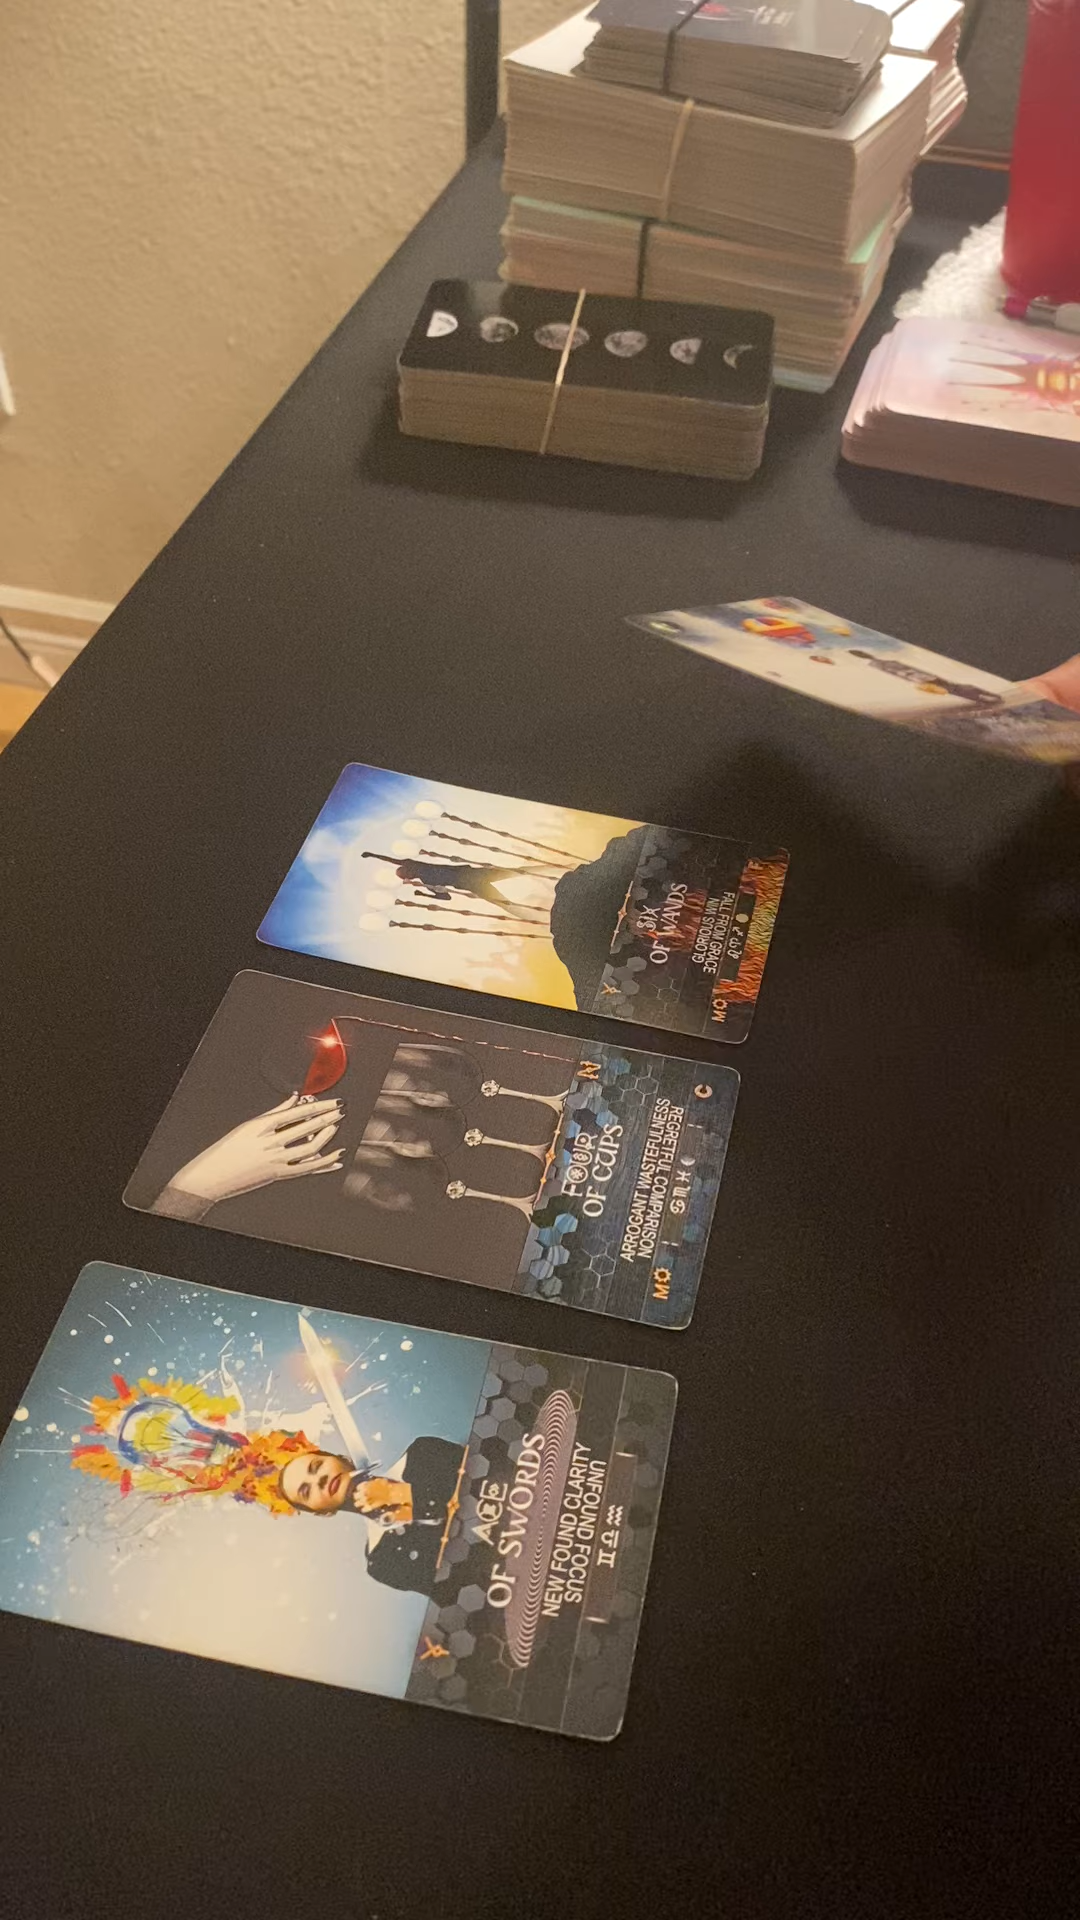 SIX
OF WANDS
GLORIOUS WIN
FALL FROM GRACE
FOUR
OF CUPS
ARROGANT WASTEFULNESS
REGRETFUL COMPARISON
ACE
OF SWORDS
NEW FOUND CLARITY
UNFOUND FOCUS